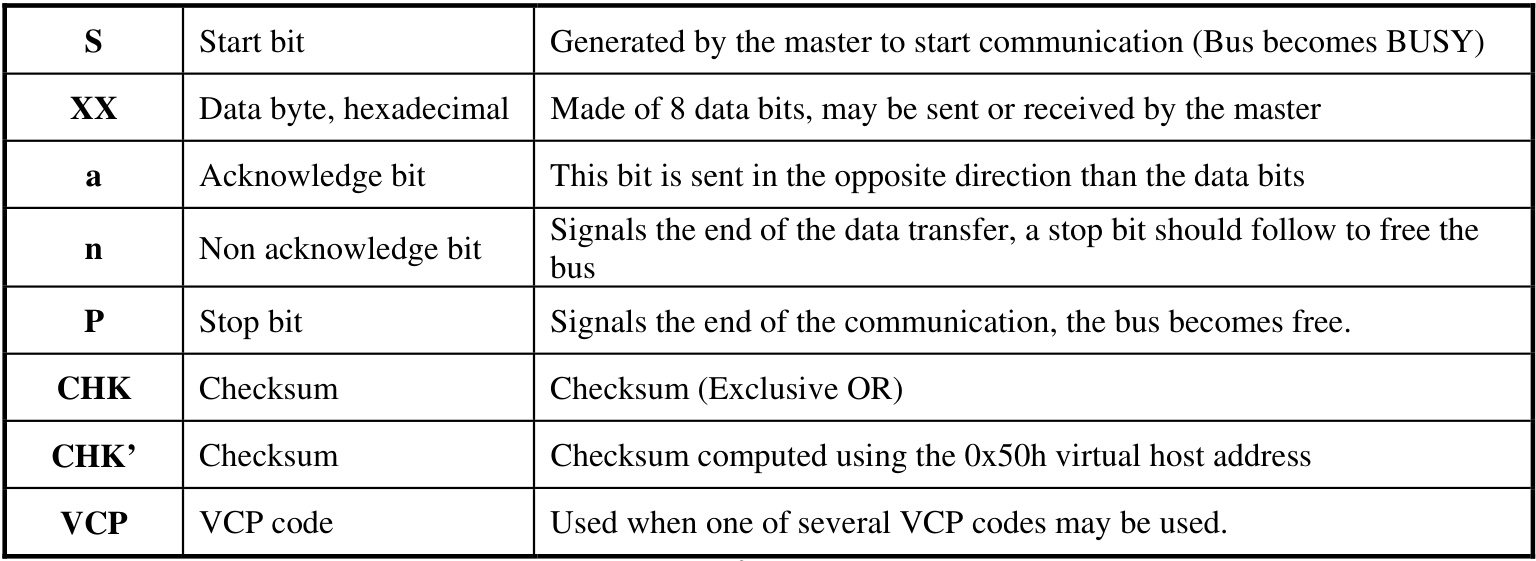 S Start bit Generated by the master to start communication (Bus becomes BUSY)
XX Data byte, hexadecimal Made of 8 data bits, may be sent or received by the master
a Acknowledge bit This bit is sent in the opposite direction than the data bits
n Non acknowledge bit Signals the end of the data transfer, a stop bit should follow to free the
bus
P Stop bit Signals the end of the communication, the bus becomes free.
CHK Checksum Checksum (Exclusive OR)
CHK’ Checksum Checksum computed using the 0x50h virtual host address
VCP VCP code Used when one of several VCP codes may be used.